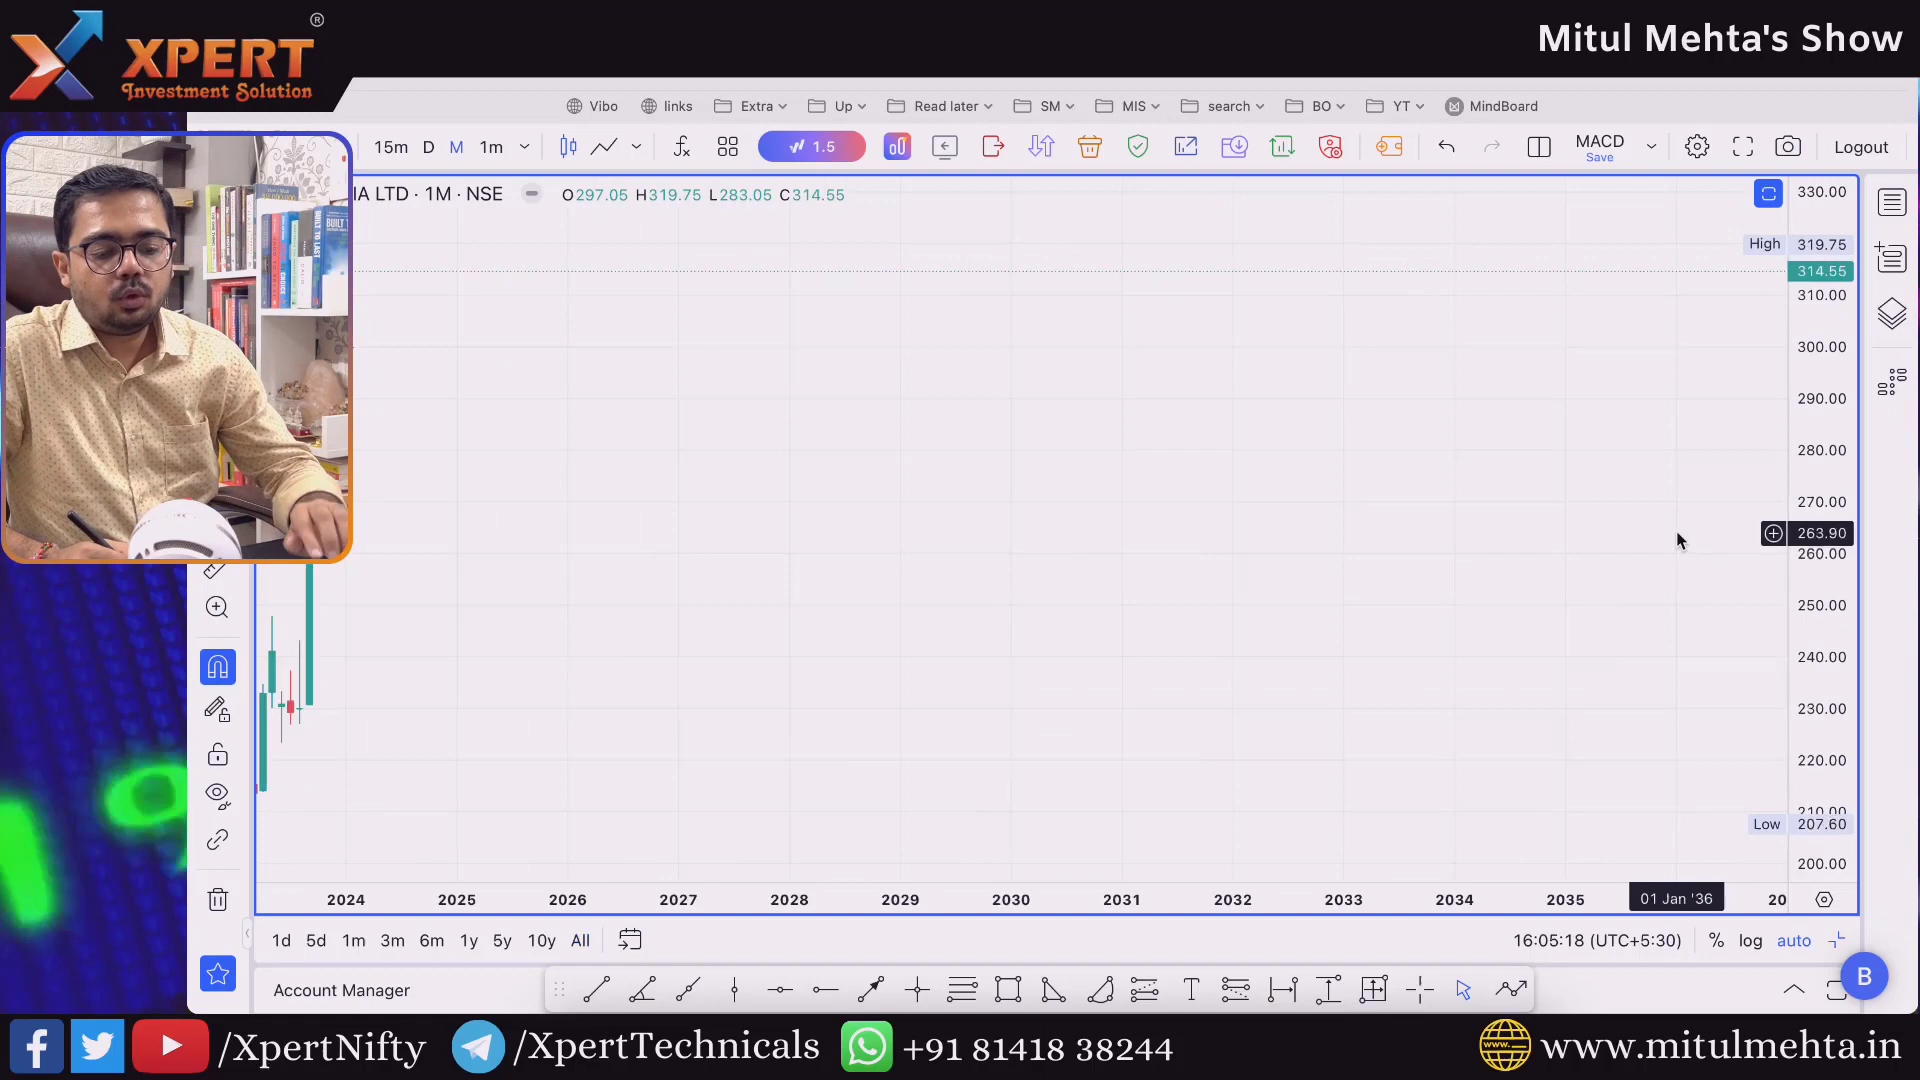 Mitul Mehta's Show
XPERT ®
Investment Solution
Vibo links Extra Up Read later SM MIS search BO YT MindBoard
15m D M 1m 1.5 MACD Logout
Save
IA LTD · 1M · NSE O297.05 H319.75 L283.05 C314.55
330.00
High 319.75
314.55
310.00
300.00
290.00
280.00
270.00
263.90
260.00
250.00
240.00
230.00
220.00
210.00
Low 207.60
200.00
2024 2025 2026 2027 2028 2029 2030 2031 2032 2033 2034 2035 01 Jan '36 20
1d 5d 1m 3m 6m 1y 5y 10y All 16:05:18 (UTC+5:30) % log auto
Account Manager
B
/XpertNifty /XpertTechnicals +91 81418 38244 www.mitulmehta.in